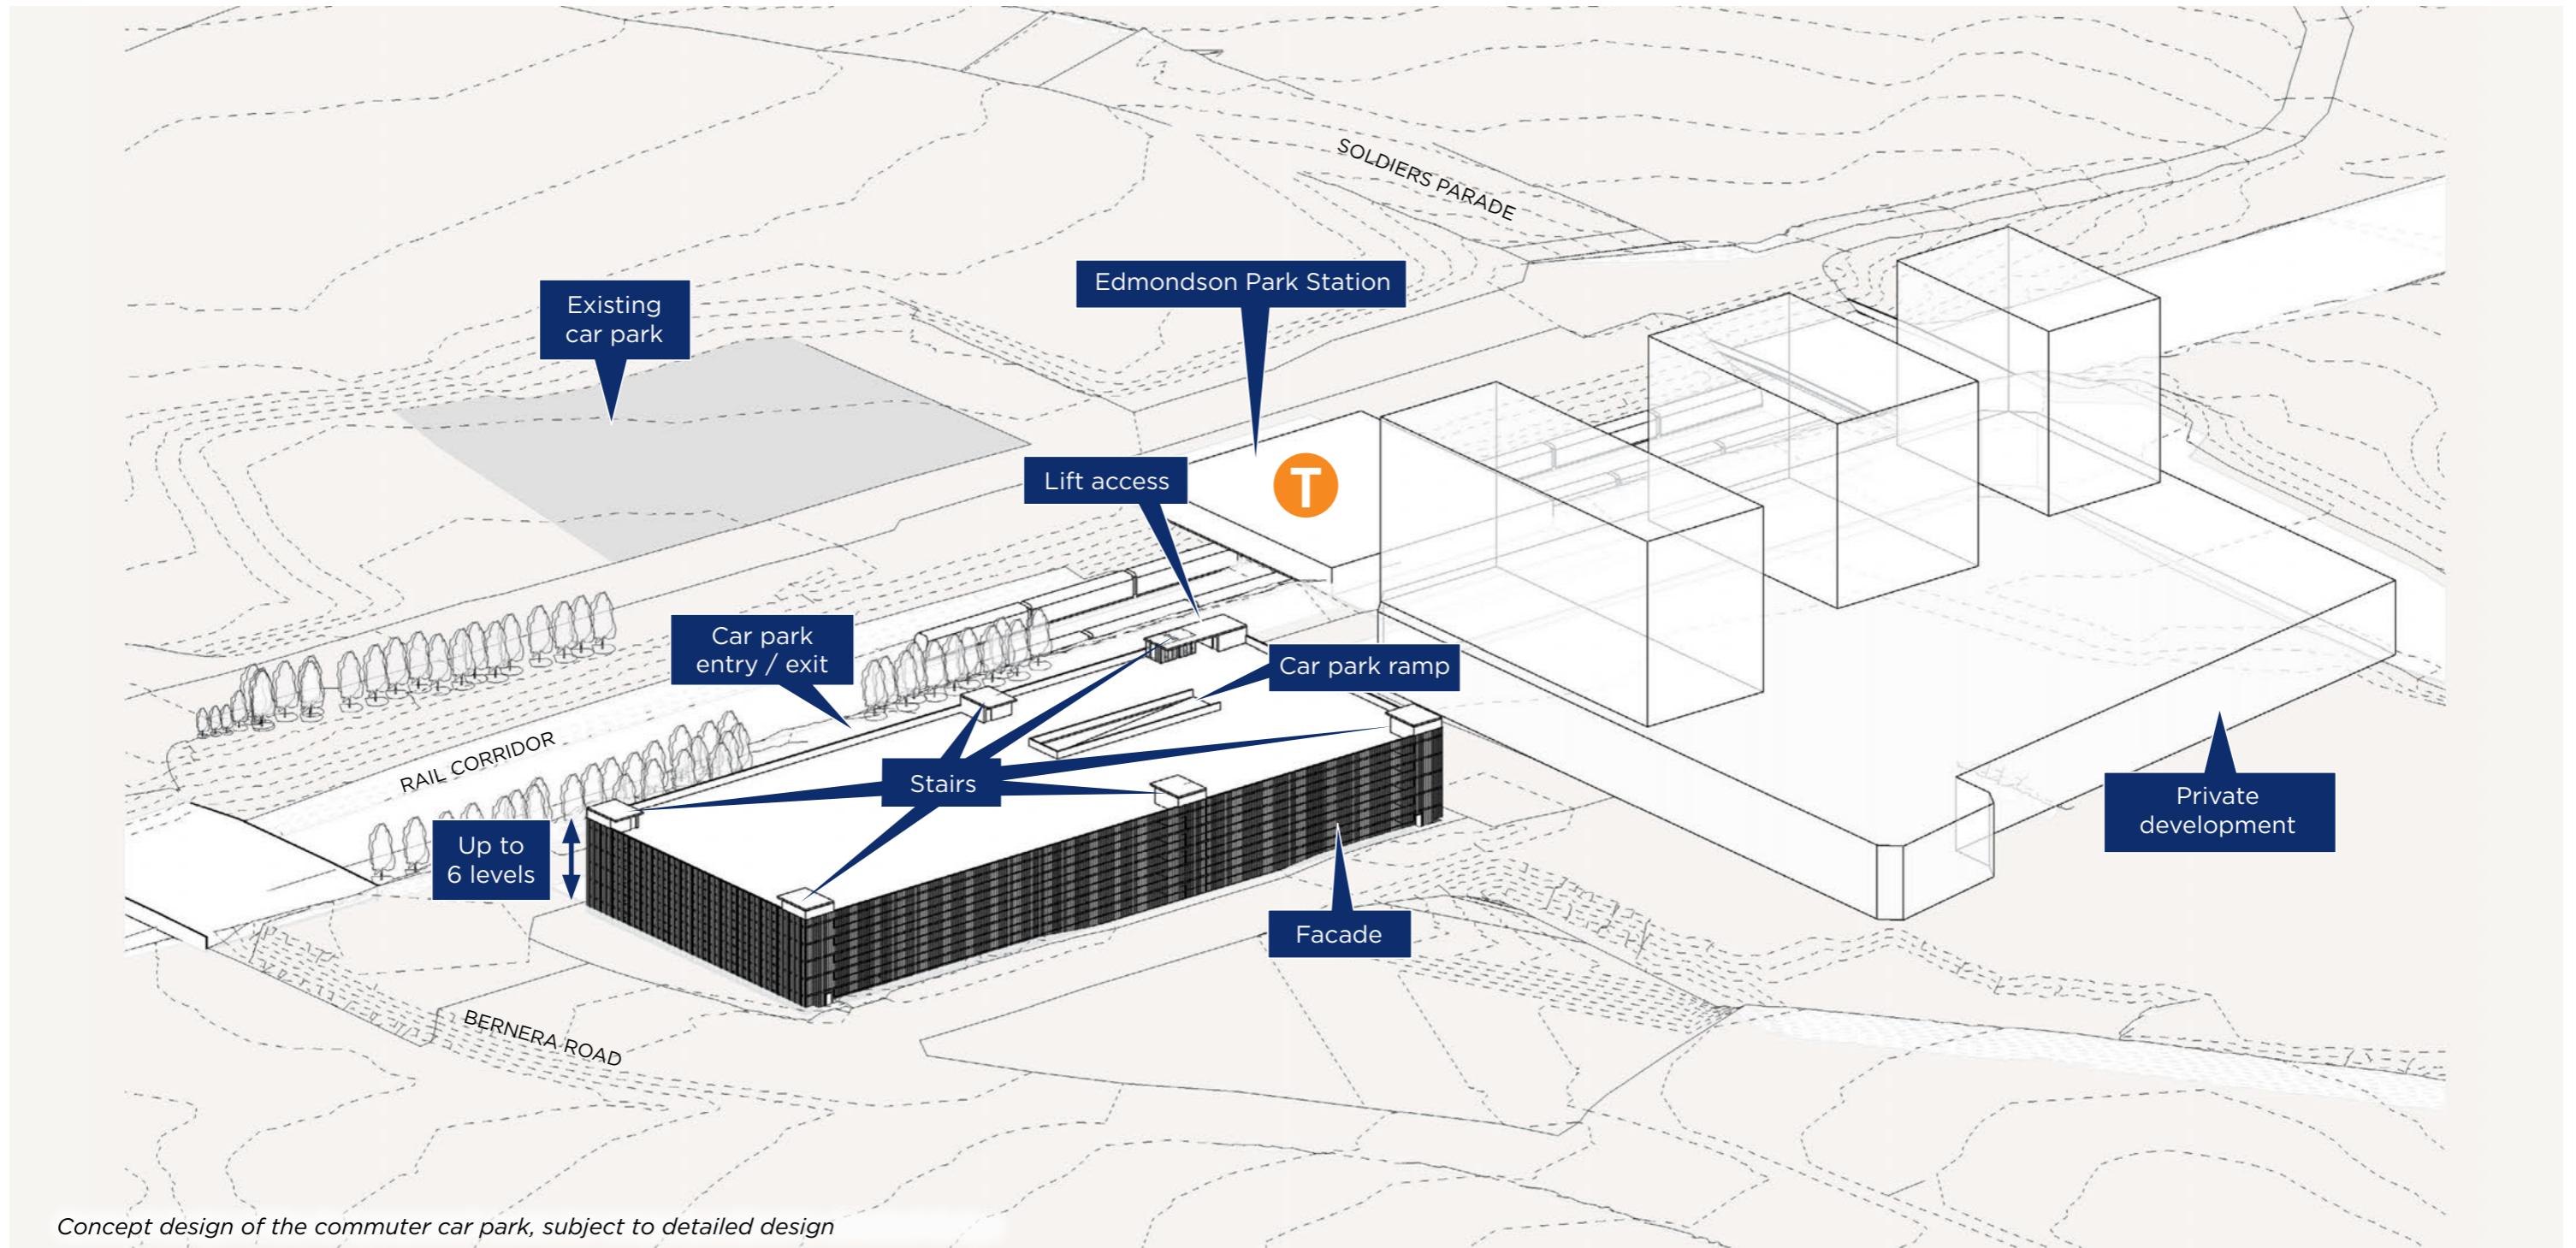 SOLDIERS PARADE
Edmondson Park Station
Existing
car park
T
Lift access
Car park
entry / exit
Car park ramp
RAIL CORRIDOR
Stairs
Up to
6 levels
Private
development
Facade
BERNERA ROAD
Concept design of the commuter car park, subject to detailed design